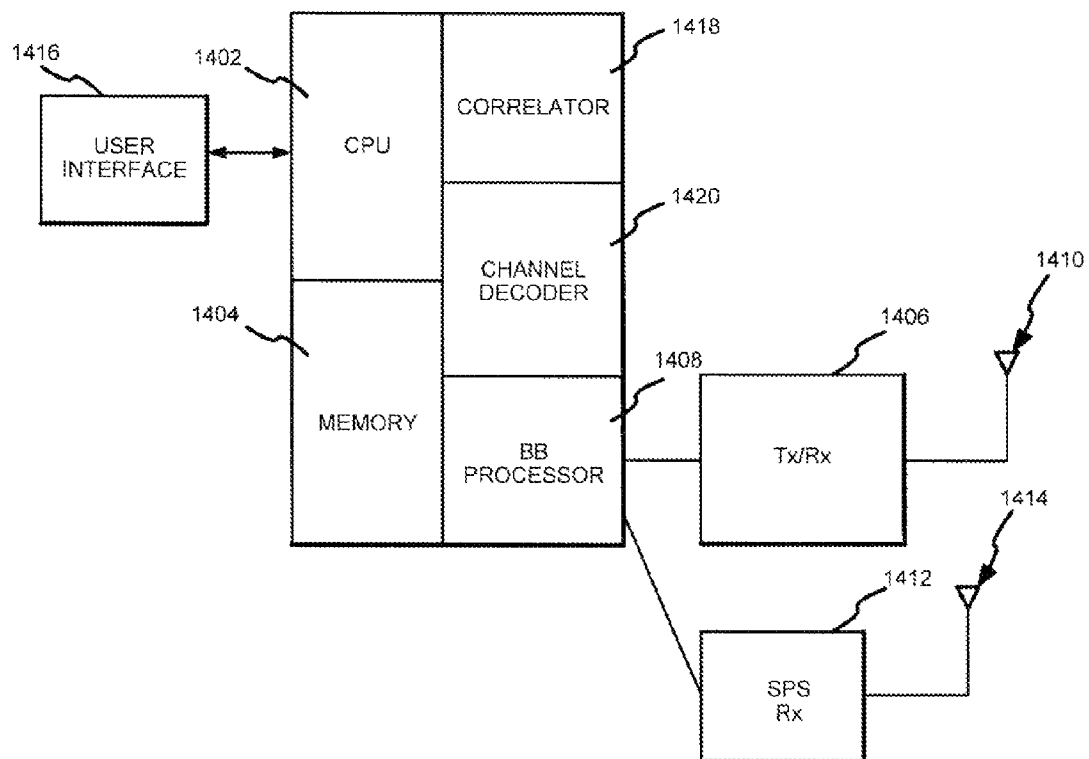 1416
1402
1418
USER
INTERFACE
CPU
CORRELATOR
1420
CHANNEL
DECODER
1410
1404
1406
1408
MEMORY
BB
PROCESSOR
Tx/Rx
1414
1412
SPS
Rx